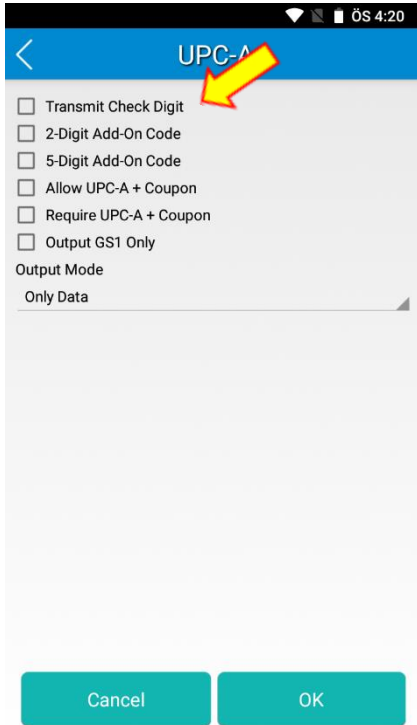 ÖS 4:20
UPC-A
Transmit Check Digit
2-Digit Add-On Code
5-Digit Add-On Code
Allow UPC-A + Coupon
Require UPC-A + Coupon
Output GS1 Only
Output Mode
Only Data
Cancel OK